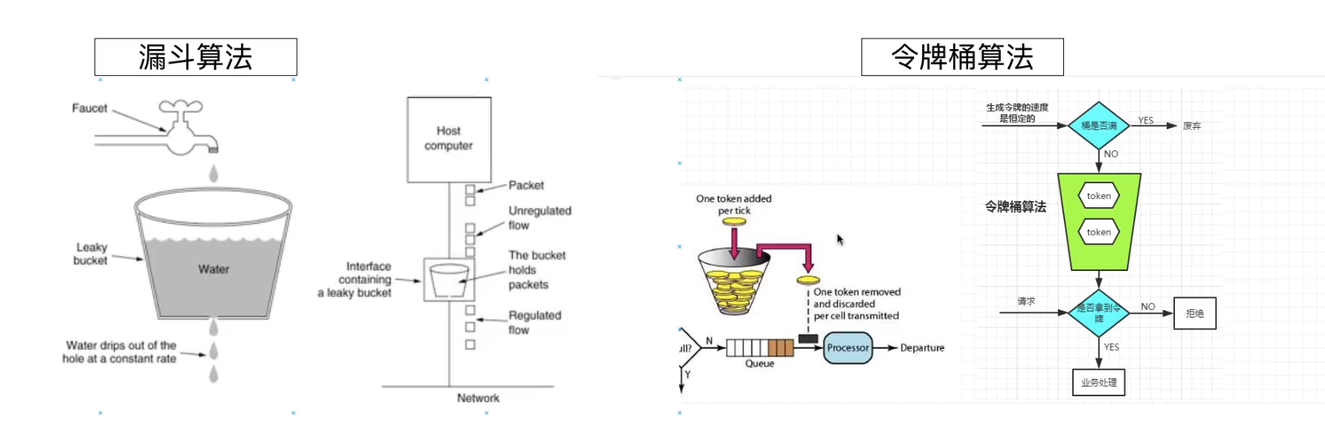 漏斗算法
Faucet
Leaky
bucket
Water
Water drips out of the
hole at a constant rate
Host
computer
Packet
Unregulated
flow
The bucket
holds
packets
Interface
containing
a leaky bucket
Regulated
flow
Network
令牌桶算法
One token added
per tick
One token removed
and discarded
per cell transmitted
N
Queue
Processor
Departure
Y
生成令牌的速度
是恒定的
桶是否满
YES
废弃
NO
令牌桶算法
token
token
请求
是否拿到令
牌
NO
拒绝
YES
业务处理